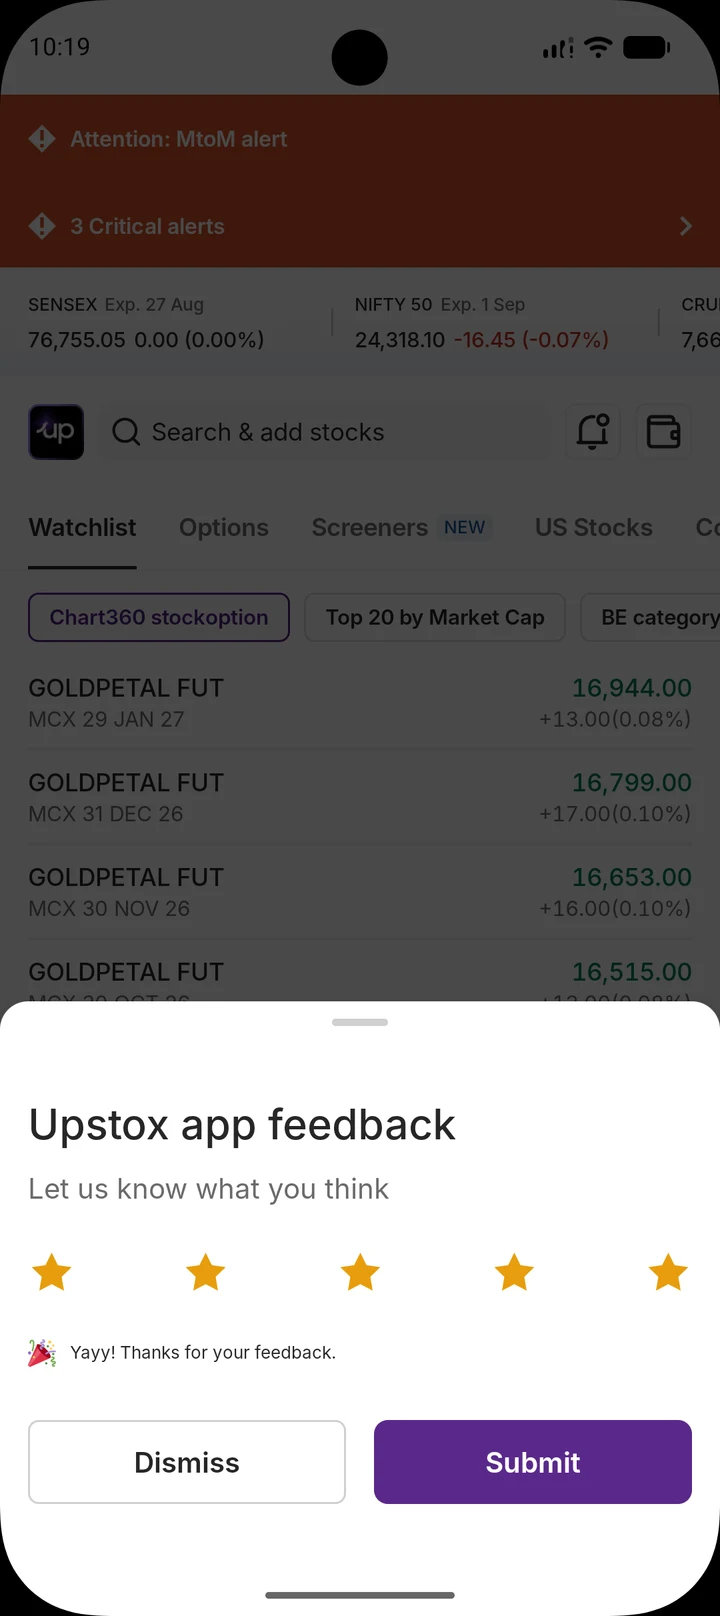 10:19
Attention: MtoM alert
3 Critical alerts
SENSEX Exp. 27 Aug
76,755.05 0.00 (0.00%)
NIFTY 50 Exp. 1 Sep
24,318.10 -16.45 (-0.07%)
CRU
7,66
up
Search & add stocks
Watchlist Options Screeners NEW US Stocks Co
Chart360 stockoption Top 20 by Market Cap BE category
GOLDPETAL FUT 16,944.00
MCX 29 JAN 27 +13.00(0.08%)
GOLDPETAL FUT 16,799.00
MCX 31 DEC 26 +17.00(0.10%)
GOLDPETAL FUT 16,653.00
MCX 30 NOV 26 +16.00(0.10%)
GOLDPETAL FUT 16,515.00
Upstox app feedback
Let us know what you think
Yayy! Thanks for your feedback.
Dismiss Submit